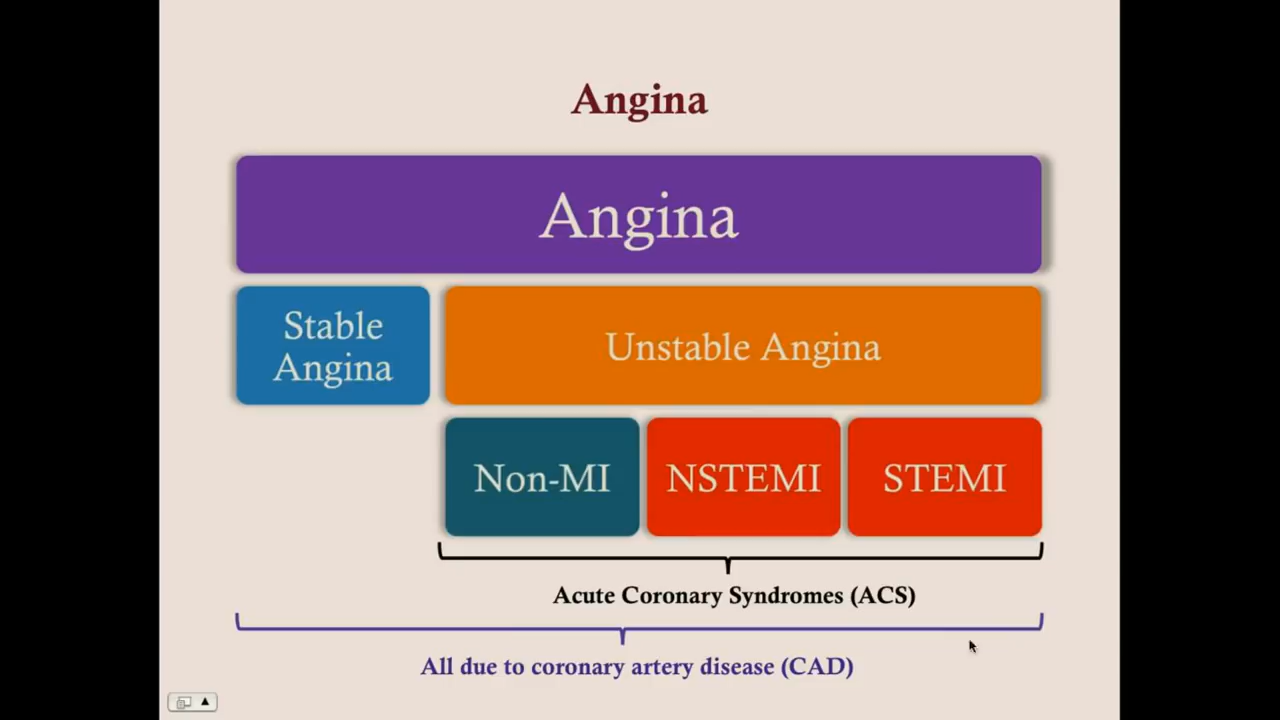 Angina
Angina
Stable
Angina
Unstable Angina
Non-MI
NSTEMI
STEMI
Acute Coronary Syndromes (ACS)
All due to coronary artery disease (CAD)